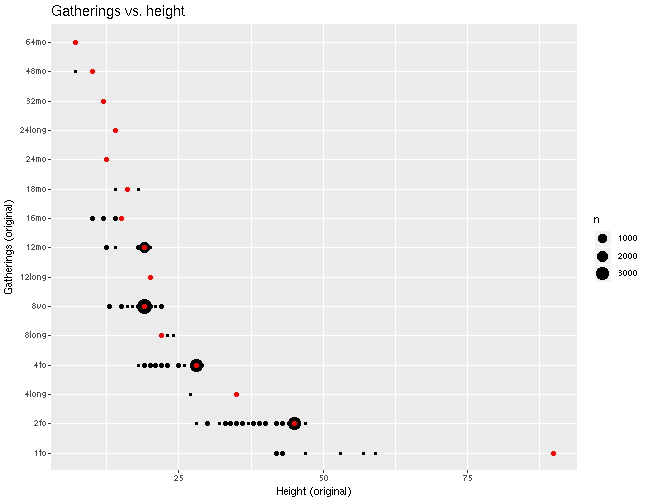 Gatherings vs. height
64mo
48mo
32mo
24long
24mo
18mo
16mo
12mo
12long
8vo
8long
4to
4long
2fo
1to
25
50
75
Height (original)
Gatherings (original)
n
1000
2000
3000